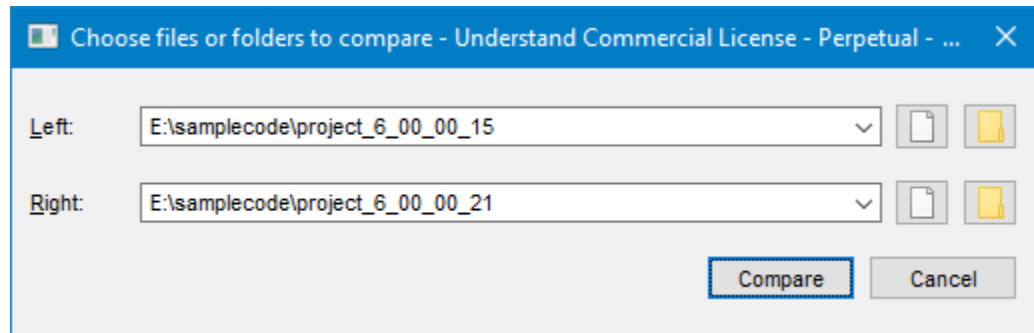 Choose files or folders to compare - Understand Commercial License - Perpetual - ...
Left: E:\samplecode\project_6_00_00_15
Right: E:\samplecode\project_6_00_00_21
Compare Cancel